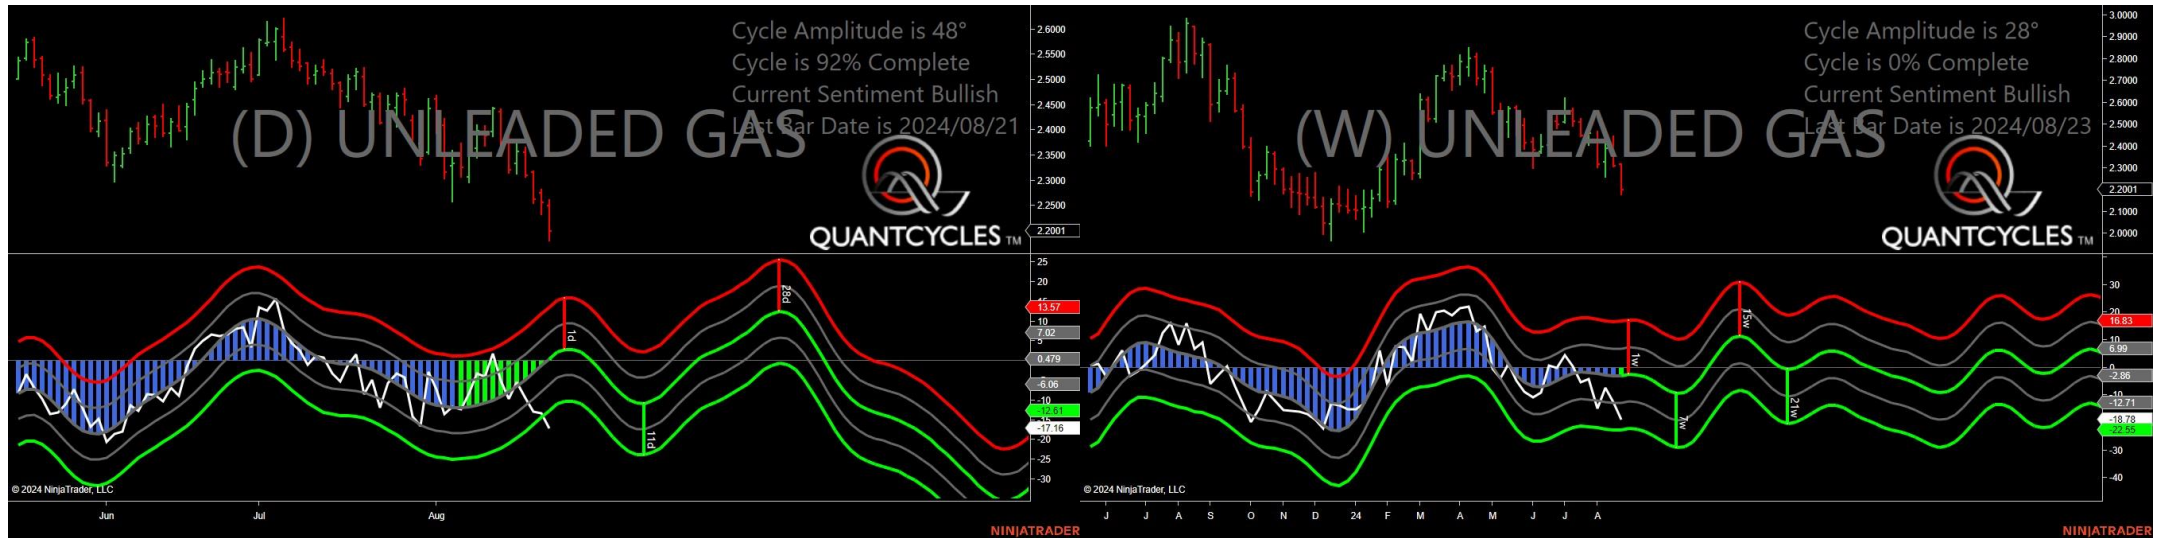 Cycle Amplitude is 48°
Cycle is 92% Complete
Current Sentiment Bullish
Last Bar Date is 2024/08/21
(D) UNLEADED GAS
QUANTCYCLES TM
2.6000
2.5500
2.5000
2.4500
2.4000
2.3500
2.3000
2.2500
2.2001
25
20
13.57
10
7.02
5
0.479
-6.06
-10
-12.61
-17.16
-20
-25
-30
1d
11d
28d
© 2024 NinjaTrader, LLC
Jun Jul Aug
NINJATRADER
Cycle Amplitude is 28°
Cycle is 0% Complete
Current Sentiment Bullish
Last Bar Date is 2024/08/23
(W) UNLEADED GAS
QUANTCYCLES TM
3.0000
2.9000
2.8000
2.7000
2.6000
2.5000
2.4000
2.3000
2.2001
2.1000
2.0000
30
20
16.83
10
6.99
0
-2.86
-10
-12.71
-18.78
-22.55
-30
-40
1w
7w
15w
21w
© 2024 NinjaTrader, LLC
J J A S O N D 24 F M A M J J A
NINJATRADER